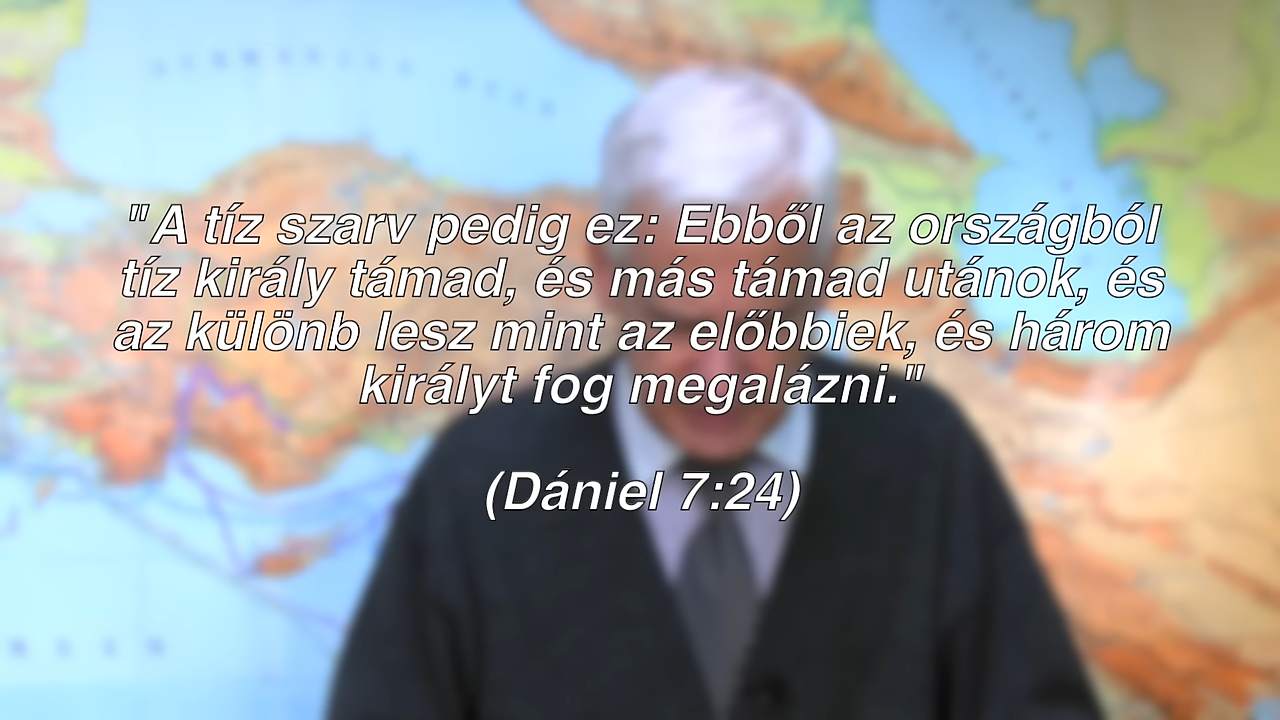 "A tíz szarv pedig ez: Ebből az országból
tíz király támad, és más támad utánok, és
az különb lesz mint az előbbiek, és három
királyt fog megalázni."
(Dániel 7:24)